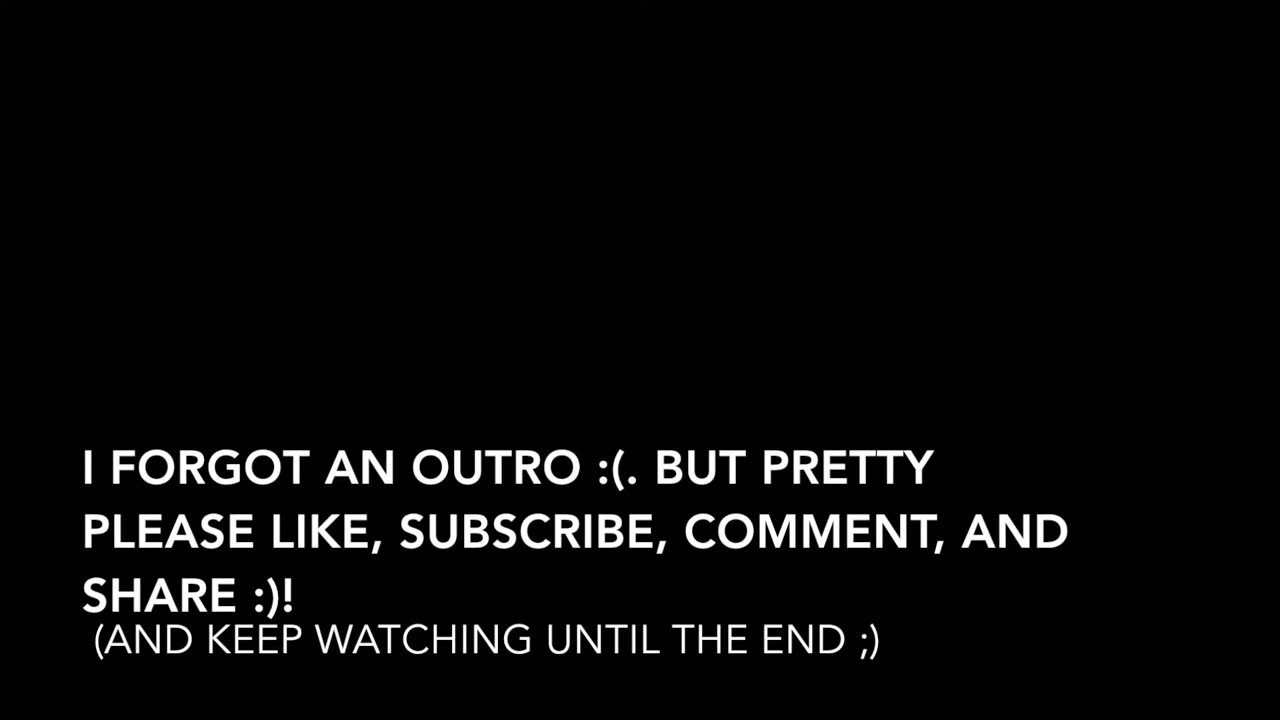 I FORGOT AN OUTRO :(. BUT PRETTY
PLEASE LIKE, SUBSCRIBE, COMMENT, AND
SHARE :)!
(AND KEEP WATCHING UNTIL THE END ;)